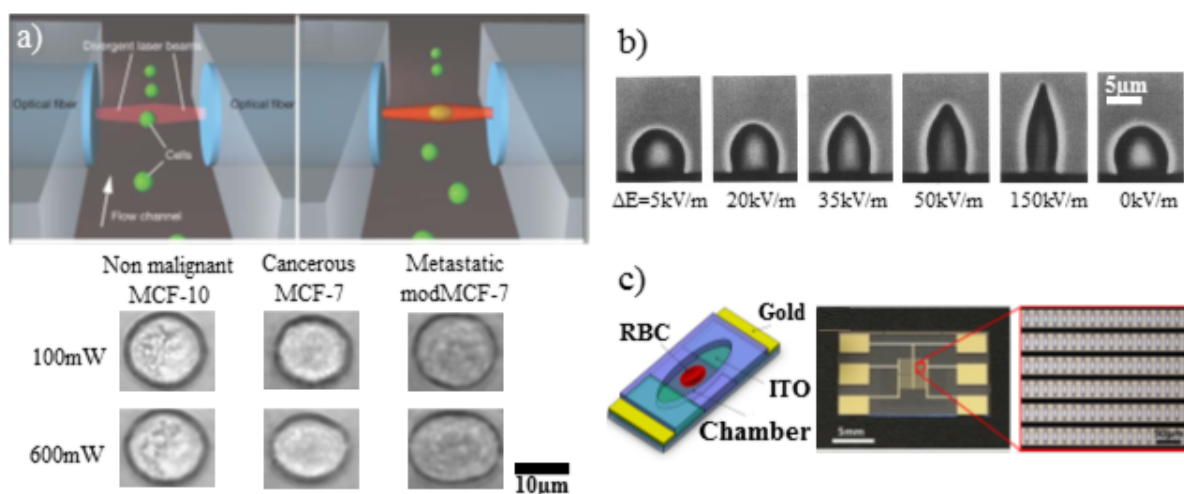 a)
Divergent laser beams
Optical fiber
Optical fiber
Cells
Flow channel
Non malignant
MCF-10
Cancerous
MCF-7
Metastatic
modMCF-7
100mW
600mW
10μm
b)
5μm
ΔE=5kV/m
20kV/m
35kV/m
50kV/m
150kV/m
0kV/m
c)
Gold
RBC
ITO
Chamber
5mm
50μm